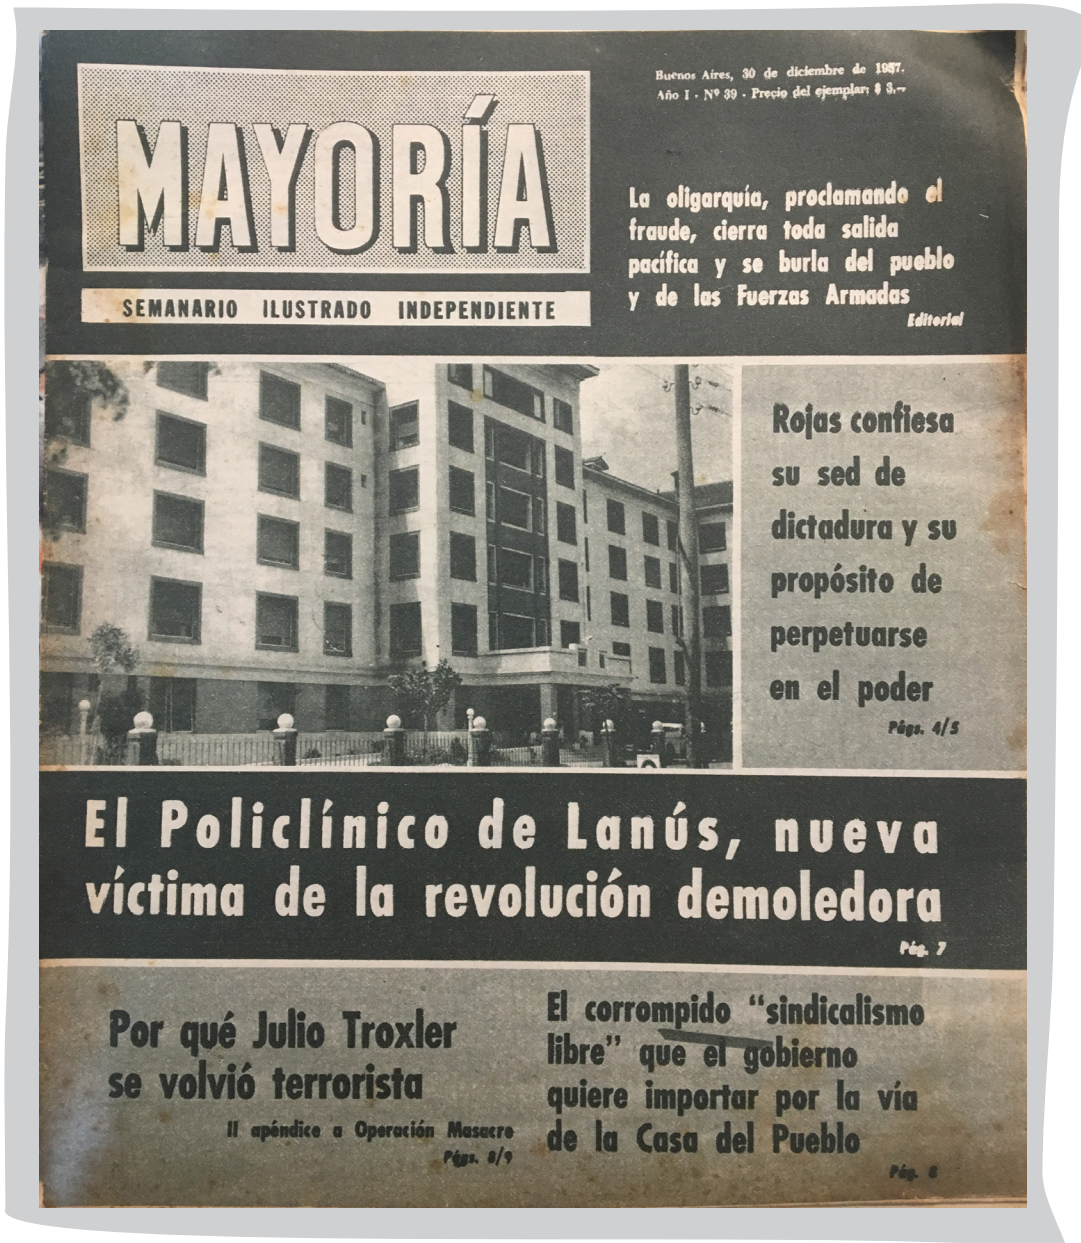 MAYORÍA
SEMANARIO ILUSTRADO INDEPENDIENTE
Buenos Aires, 30 de diciembre de 1957.
Año I - Nº 39 - Precio del ejemplar: $ 3.—
La oligarquía, proclamando el
fraude, cierra toda salida
pacífica y se burla del pueblo
y de las Fuerzas Armadas
Editorial
Rojas confiesa
su sed de
dictadura y su
propósito de
perpetuarse
en el poder
Págs. 4/5
El Policlínico de Lanús, nueva
víctima de la revolución demoledora
Pág. 7
Por qué Julio Troxler
se volvió terrorista
II apéndice a Operación Masacre
Págs. 8/9
El corrompido “sindicalismo
libre” que el gobierno
quiere importar por la vía
de la Casa del Pueblo
Pág.